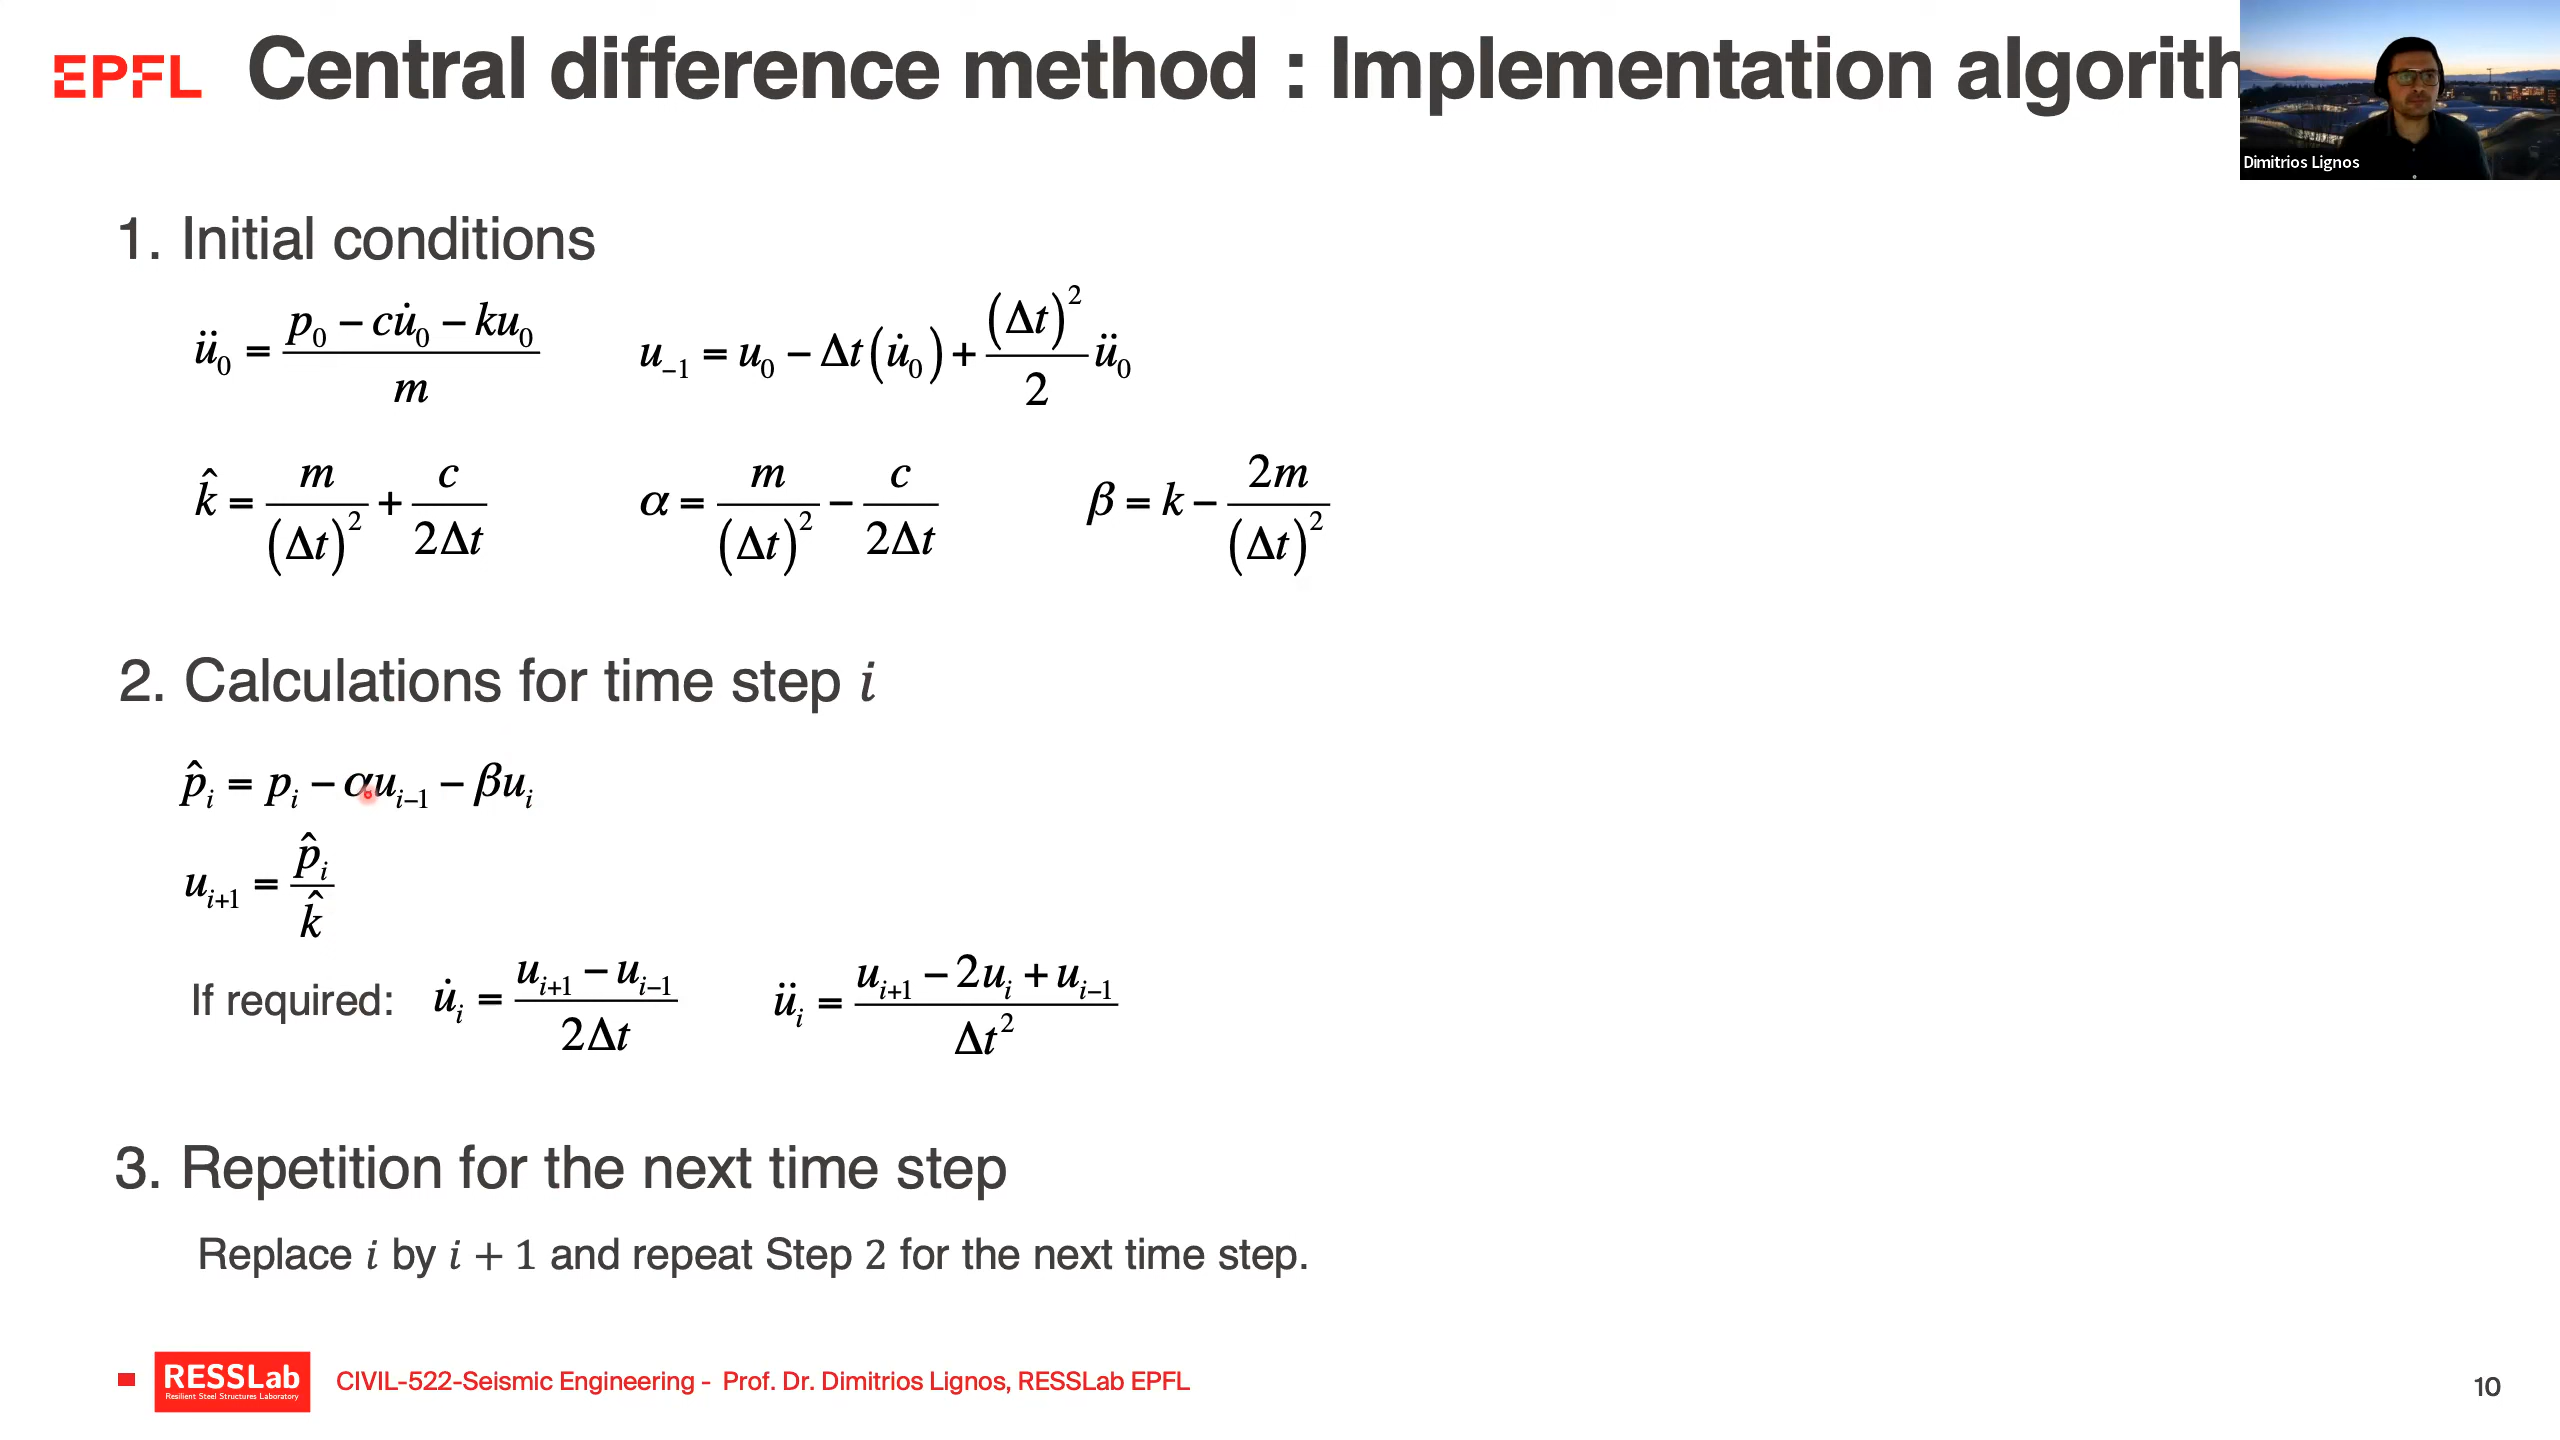 EPFL Central difference method : Implementation algorith
Dimitrios Lignos
1. Initial conditions
ü₀ = (p₀ − cu̇₀ − ku₀) / m    u₋₁ = u₀ − Δt(u̇₀) + (Δt)² / 2 ü₀
k̂ = m / (Δt)² + c / 2Δt    α = m / (Δt)² − c / 2Δt    β = k − 2m / (Δt)²
2. Calculations for time step i
p̂ᵢ = pᵢ − αuᵢ₋₁ − βuᵢ
uᵢ₊₁ = p̂ᵢ / k̂
If required: u̇ᵢ = (uᵢ₊₁ − uᵢ₋₁) / 2Δt    üᵢ = (uᵢ₊₁ − 2uᵢ + uᵢ₋₁) / Δt²
3. Repetition for the next time step
Replace i by i + 1 and repeat Step 2 for the next time step.
RESSLab
Resilient Steel Structures Laboratory
CIVIL-522-Seismic Engineering - Prof. Dr. Dimitrios Lignos, RESSLab EPFL
10